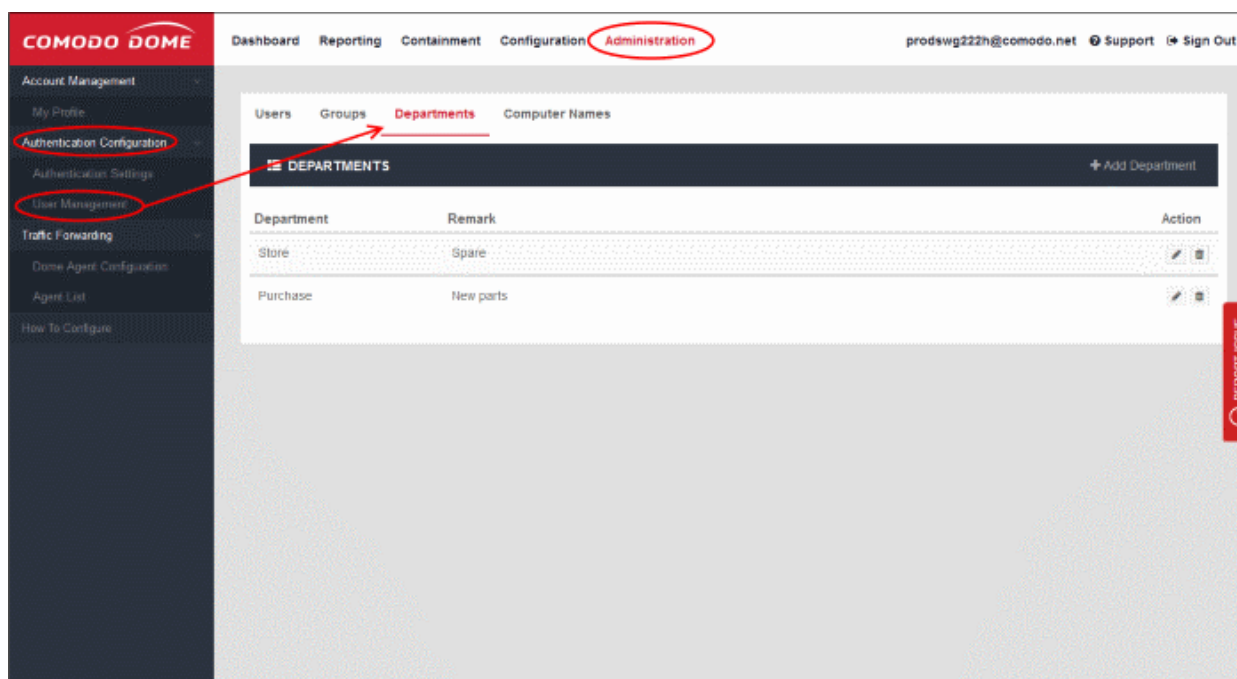 COMODO DOME
Dashboard Reporting Containment Configuration Administration prodswg222h@comodo.net Support Sign Out
Account Management
My Profile
Authentication Configuration
Authentication Settings
User Management
Traffic Forwarding
Dome Agent Configuration
Agent List
How To Configure
Users Groups Departments Computer Names
DEPARTMENTS + Add Department
Department Remark Action
Store Spare
Purchase New parts